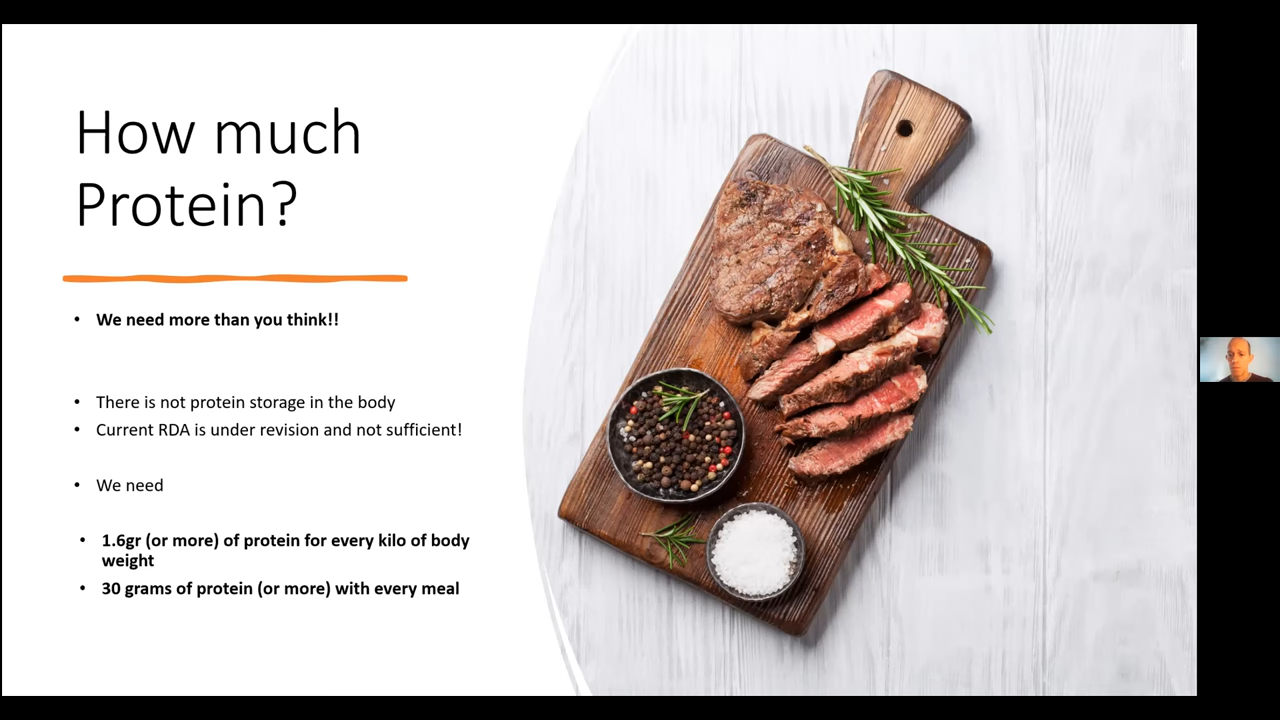 How much
Protein?
• We need more than you think!!
• There is not protein storage in the body
• Current RDA is under revision and not sufficient!
• We need
• 1.6gr (or more) of protein for every kilo of body
weight
• 30 grams of protein (or more) with every meal